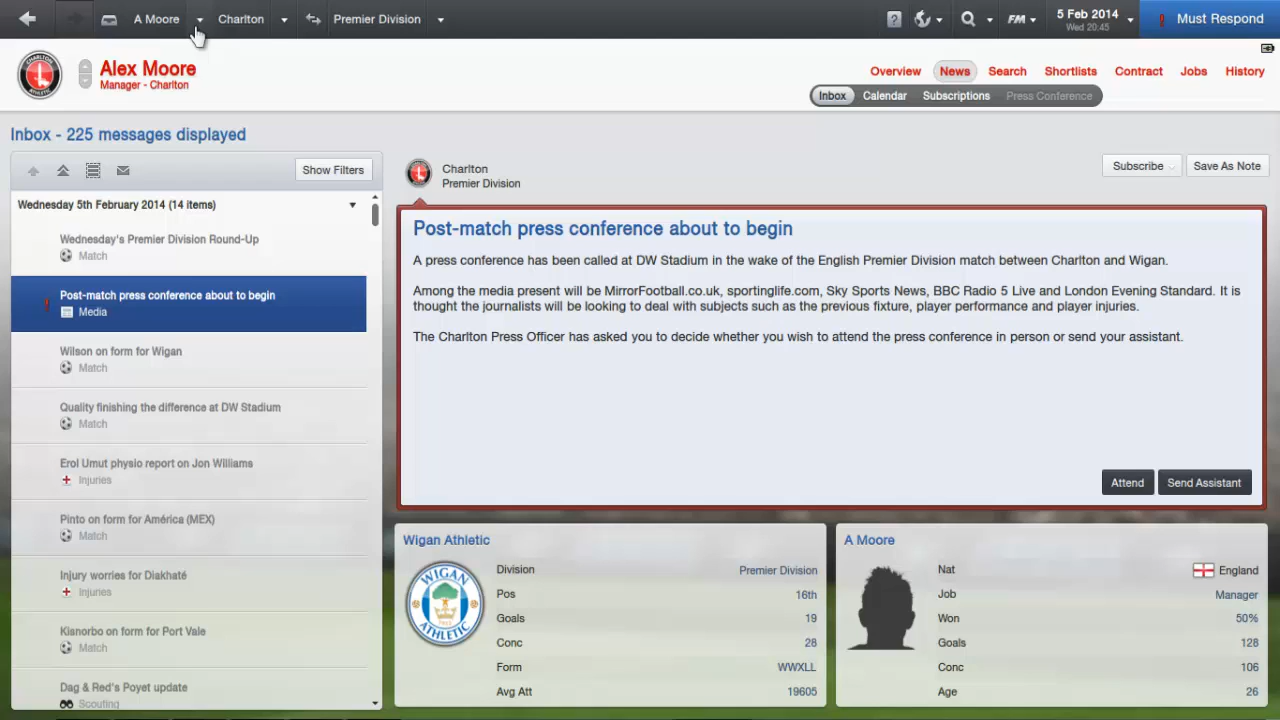 A Moore
Charlton
Premier Division
?
FM
5 Feb 2014
Wed 20.45
Must Respond
Alex Moore
Manager - Charlton
Overview
News
Search
Shortlists
Contract
Jobs
History
Inbox
Calendar
Subscriptions
Press Conference
Inbox - 225 messages displayed
Show Filters
Wednesday 5th February 2014 (14 items)
Wednesday's Premier Division Round-Up
Match
Post-match press conference about to begin
Media
Wilson on form for Wigan
Match
Quality finishing the difference at DW Stadium
Match
Erol Umut physio report on Jon Williams
Injuries
Pinto on form for América (MEX)
Match
Injury worries for Diakhaté
Injuries
Kianorbo on form for Port Vale
Match
Dag & Red's Poyet update
Scouting
Charlton
Premier Division
Subscribe
Save As Note
Post-match press conference about to begin
A press conference has been called at DW Stadium in the wake of the English Premier Division match between Charlton and Wigan.
Among the media present will be MirrorFootball.co.uk, sportinglife.com, Sky Sports News, BBC Radio 5 Live and London Evening Standard. It is
thought the journalists will be looking to deal with subjects such as the previous fixture, player performance and player injuries.
The Charlton Press Officer has asked you to decide whether you wish to attend the press conference in person or send your assistant.
Attend
Send Assistant
Wigan Athletic
WIGAN
ATHLETIC
Division Premier Division
Pos 16th
Goals 19
Conc 28
Form WWXLL
Avg Att 19605
A Moore
Nat England
Job Manager
Won 50%
Goals 128
Conc 106
Age 26